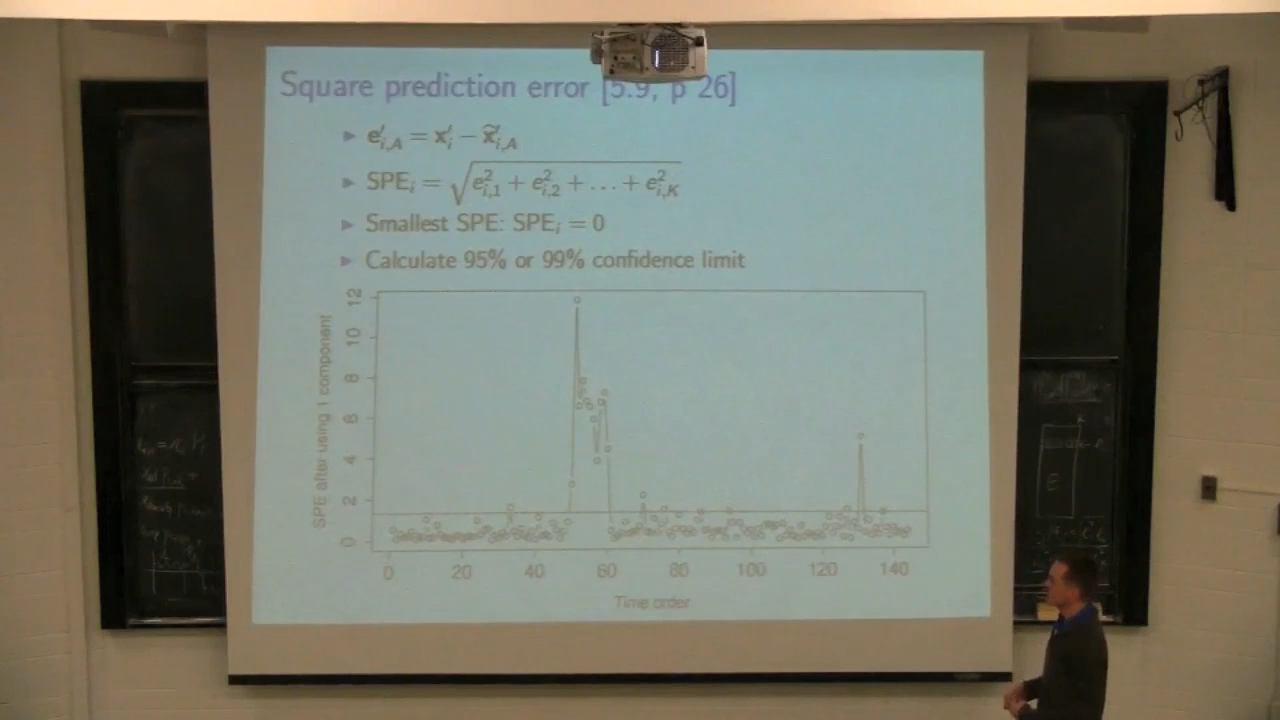 Square prediction error [5.9, p 26]
► e′i,A = x′i − x̃′i,A
► SPEi = √e²i,1 + e²i,2 + … + e²i,K
► Smallest SPE: SPEi = 0
► Calculate 95% or 99% confidence limit
SPE after using 1 component
12
10
8
6
4
2
0
0 20 40 60 80 100 120 140
Time order
E